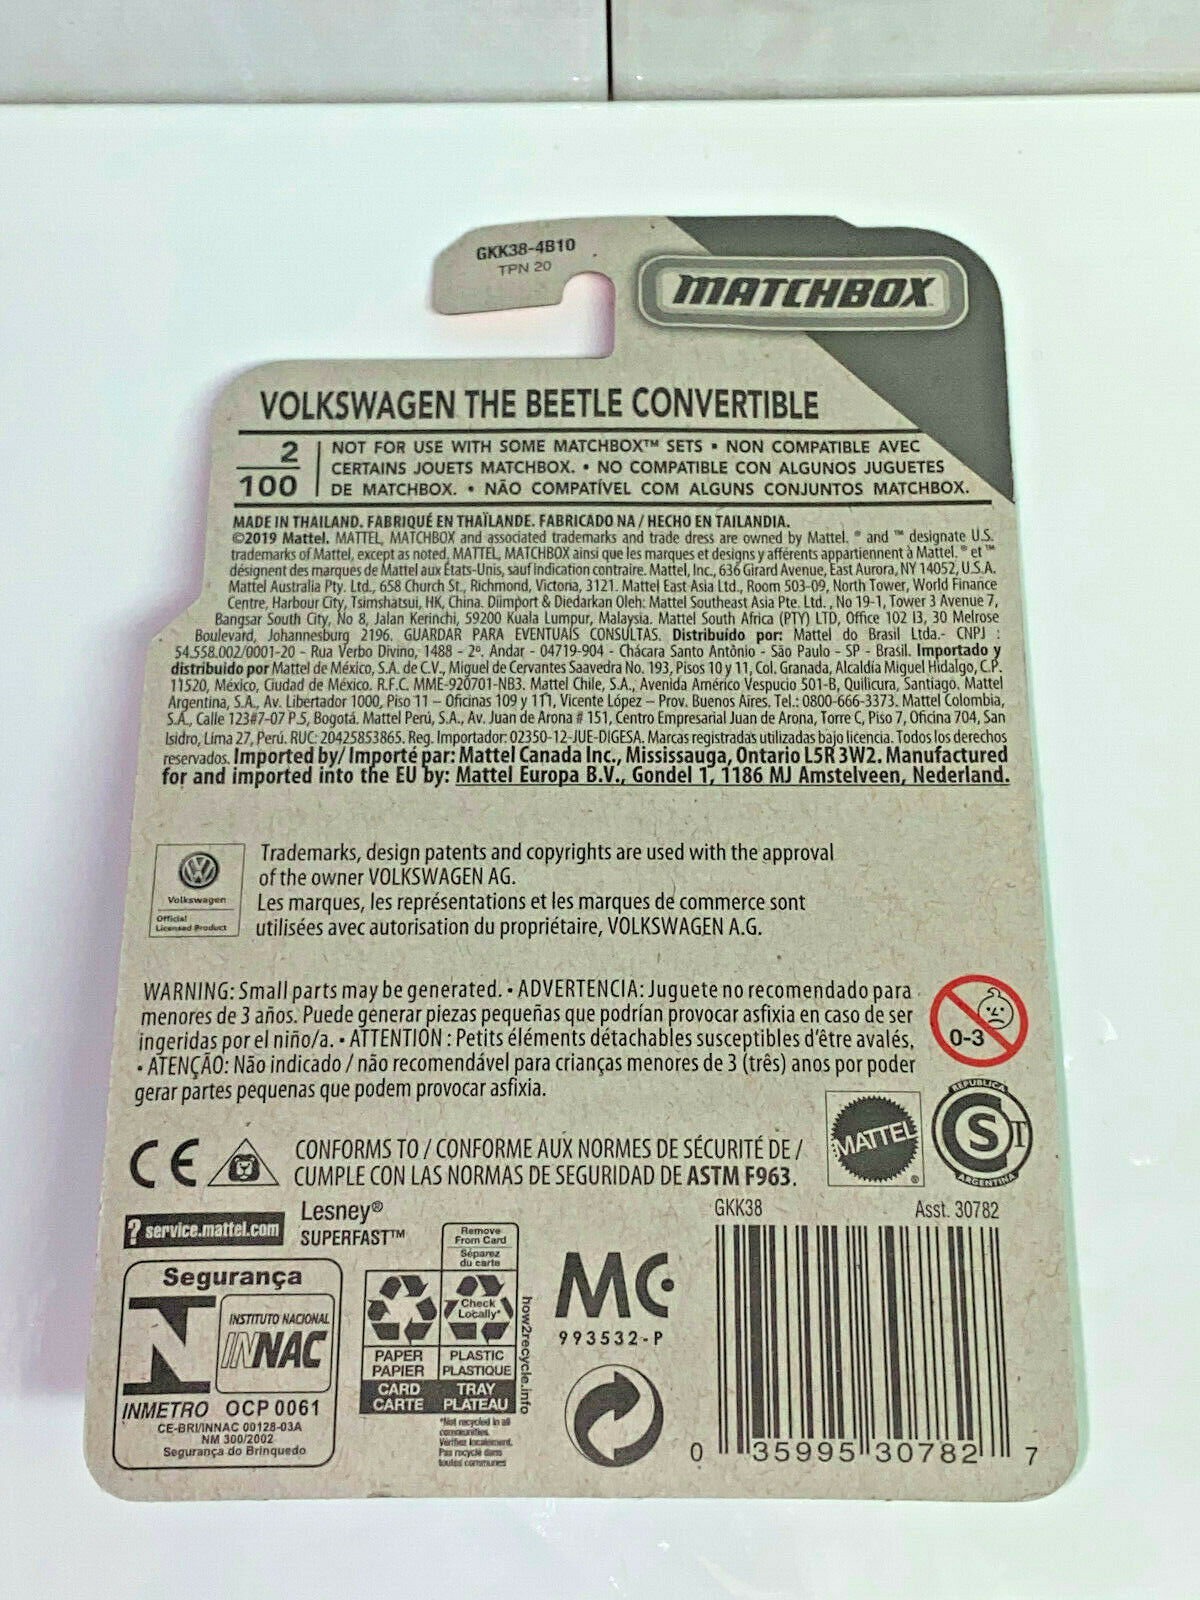 GKK38-4B10
TPN 20
MATCHBOX
VOLKSWAGEN THE BEETLE CONVERTIBLE
2
100
NOT FOR USE WITH SOME MATCHBOX™ SETS • NON COMPATIBLE AVEC
CERTAINS JOUETS MATCHBOX. • NO COMPATIBLE CON ALGUNOS JUGUETES
DE MATCHBOX. • NÃO COMPATÍVEL COM ALGUNS CONJUNTOS MATCHBOX.
MADE IN THAILAND. FABRIQUÉ EN THAÏLANDE. FABRICADO NA / HECHO EN TAILANDIA.
©2019 Mattel. MATTEL, MATCHBOX and associated trademarks and trade dress are owned by Mattel. ® and ™ designate U.S.
trademarks of Mattel, except as noted. MATTEL, MATCHBOX ainsi que les marques et designs y afférents appartiennent à Mattel. ® et ™
désignent des marques de Mattel aux États-Unis, sauf indication contraire. Mattel, Inc., 636 Girard Avenue, East Aurora, NY 14052, U.S.A.
Mattel Australia Pty. Ltd., 658 Church St., Richmond, Victoria, 3121. Mattel East Asia Ltd., Room 503-09, North Tower, World Finance
Centre, Harbour City, Tsimshatsui, HK, China. Diimport & Diedarkan Oleh: Mattel Southeast Asia Pte. Ltd. , No 19-1, Tower 3 Avenue 7,
Bangsar South City, No 8, Jalan Kerinchi, 59200 Kuala Lumpur, Malaysia. Mattel South Africa (PTY) LTD, Office 102 I3, 30 Melrose
Boulevard, Johannesburg 2196. GUARDAR PARA EVENTUAIS CONSULTAS. Distribuído por: Mattel do Brasil Ltda.- CNPJ :
54.558.002/0001-20 - Rua Verbo Divino, 1488 - 2º. Andar - 04719-904 - Chácara Santo Antônio - São Paulo - SP - Brasil. Importado y
distribuido por Mattel de México, S.A. de C.V., Miguel de Cervantes Saavedra No. 193, Pisos 10 y 11, Col. Granada, Alcaldía Miguel Hidalgo, C.P.
11520, México, Ciudad de México. R.F.C. MME-920701-NB3. Mattel Chile, S.A., Avenida Américo Vespucio 501-B, Quilicura, Santiago. Mattel
Argentina, S.A., Av. Libertador 1000, Piso 11 – Oficinas 109 y 111, Vicente López – Prov. Buenos Aires. Tel.: 0800-666-3373. Mattel Colombia,
S.A., Calle 123#7-07 P.5, Bogotá. Mattel Perú, S.A., Av. Juan de Arona # 151, Centro Empresarial Juan de Arona, Torre C, Piso 7, Oficina 704, San
Isidro, Lima 27, Perú. RUC: 20425853865. Reg. Importador: 02350-12-JUE-DIGESA. Marcas registradas utilizadas bajo licencia. Todos los derechos
reservados. Imported by/ Importé par: Mattel Canada Inc., Mississauga, Ontario L5R 3W2. Manufactured
for and imported into the EU by: Mattel Europa B.V., Gondel 1, 1186 MJ Amstelveen, Nederland.
Volkswagen
Official
Licensed Product
Trademarks, design patents and copyrights are used with the approval
of the owner VOLKSWAGEN AG.
Les marques, les représentations et les marques de commerce sont
utilisées avec autorisation du propriétaire, VOLKSWAGEN A.G.
WARNING: Small parts may be generated. • ADVERTENCIA: Juguete no recomendado para
menores de 3 años. Puede generar piezas pequeñas que podrían provocar asfixia en caso de ser
ingeridas por el niño/a. • ATTENTION : Petits éléments détachables susceptibles d'être avalés.
• ATENÇÃO: Não indicado / não recomendável para crianças menores de 3 (três) anos por poder
gerar partes pequenas que podem provocar asfixia.
0-3
CE
CONFORMS TO / CONFORME AUX NORMES DE SÉCURITÉ DE /
CUMPLE CON LAS NORMAS DE SEGURIDAD DE ASTM F963.
MATTEL®
REPUBLICA
CS T
ARGENTINA
? service.mattel.com
Lesney®
SUPERFAST™
Segurança
INSTITUTO NACIONAL
INNAC
INMETRO OCP 0061
CE-BRI/INNAC 00128-03A
NM 300/2002
Segurança do Brinquedo
Remove
From Card
Séparez
du carte
Check
Locally*
PAPER
PAPIER
CARD
CARTE
PLASTIC
PLASTIQUE
TRAY
PLATEAU
*Not recycled in all
communities.
Vérifiez localement.
Pas recyclé dans
toutes communes
how2recycle.info
MC
993532-P
GKK38
Asst. 30782
0 35995 30782 7